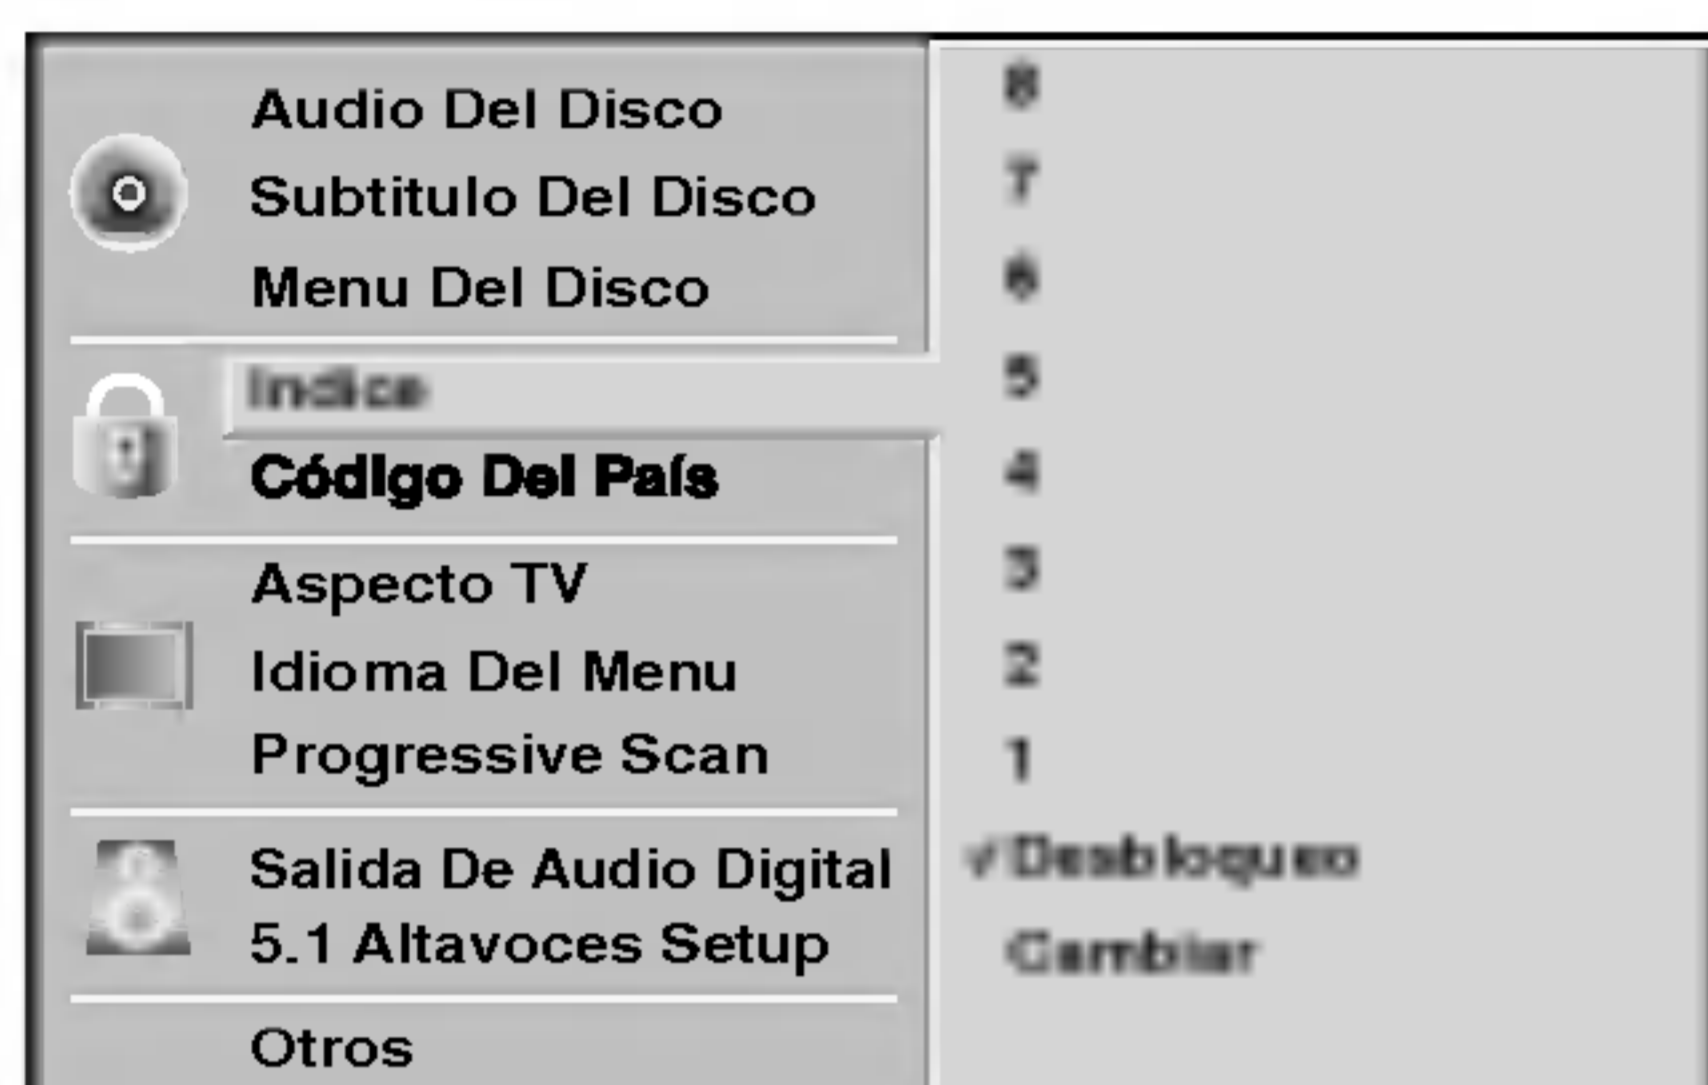 Audio Del Disco
Subtitulo Del Disco
Menu Del Disco
Indice
Código Del País
Aspecto TV
Idioma Del Menu
Progressive Scan
Salida De Audio Digital
5.1 Altavoces Setup
Otros
8
7
6
5
4
3
2
1
√ Desbloqueo
Cambiar